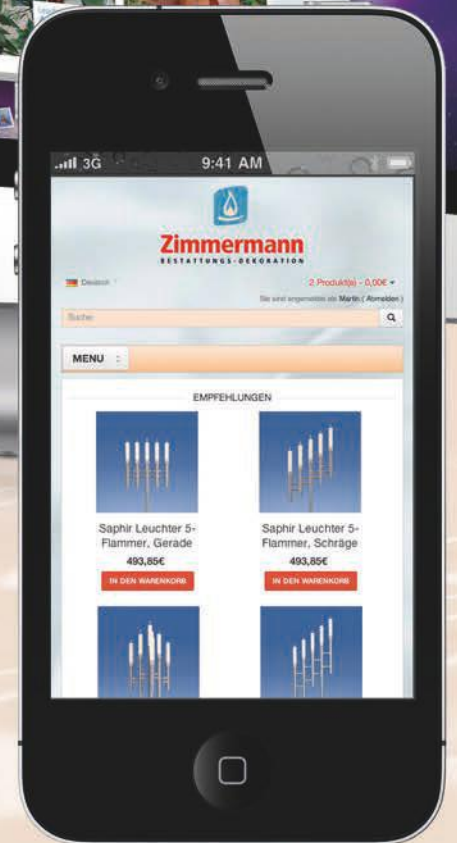 3G
9:41 AM
Zimmermann
BESTATTUNGS-DEKORATION
Deutsch
2 Produkt(e) - 0,00€
Sie sind angemeldet als Martin ( Abmelden )
Suche
MENU
EMPFEHLUNGEN
Saphir Leuchter 5-
Flammer, Gerade
493,85€
IN DEN WARENKORB
Saphir Leuchter 5-
Flammer, Schräge
493,85€
IN DEN WARENKORB